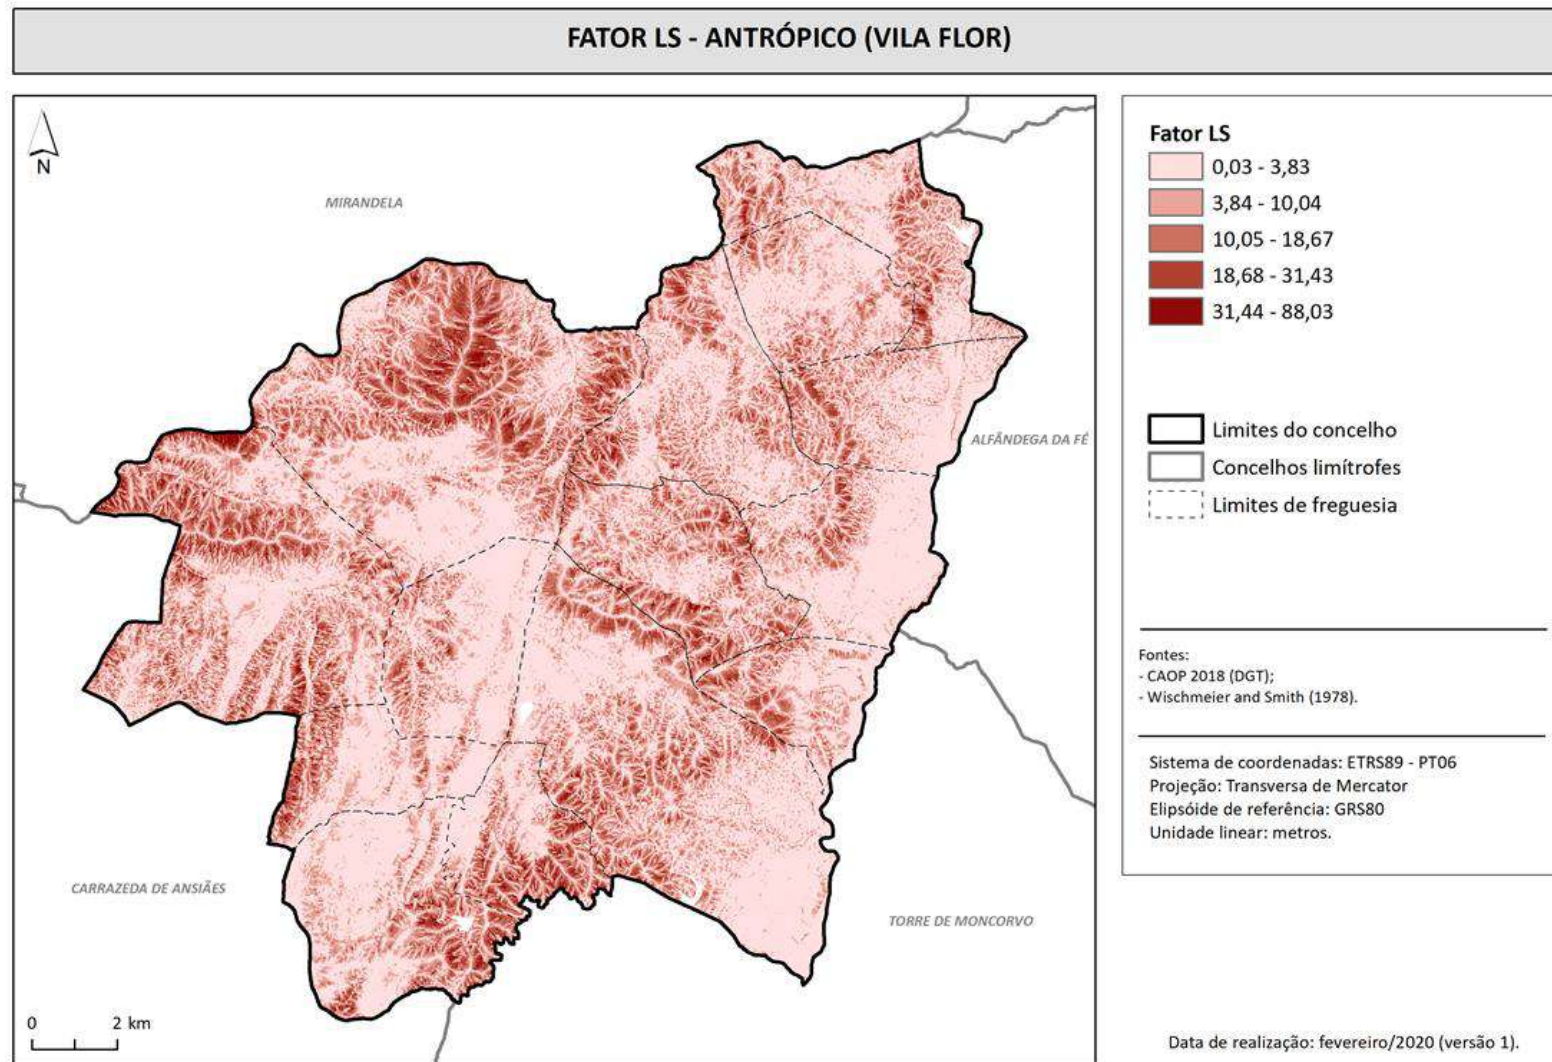 FATOR LS - ANTRÓPICO (VILA FLOR)
N
MIRANDELA
ALFÂNDEGA DA FÉ
CARRAZEDA DE ANSIÃES
TORRE DE MONCORVO
0 2 km
Fator LS
0,03 - 3,83
3,84 - 10,04
10,05 - 18,67
18,68 - 31,43
31,44 - 88,03
Limites do concelho
Concelhos limítrofes
Limites de freguesia
Fontes:
- CAOP 2018 (DGT);
- Wischmeier and Smith (1978).
Sistema de coordenadas: ETRS89 - PT06
Projeção: Transversa de Mercator
Elipsóide de referência: GRS80
Unidade linear: metros.
Data de realização: fevereiro/2020 (versão 1).